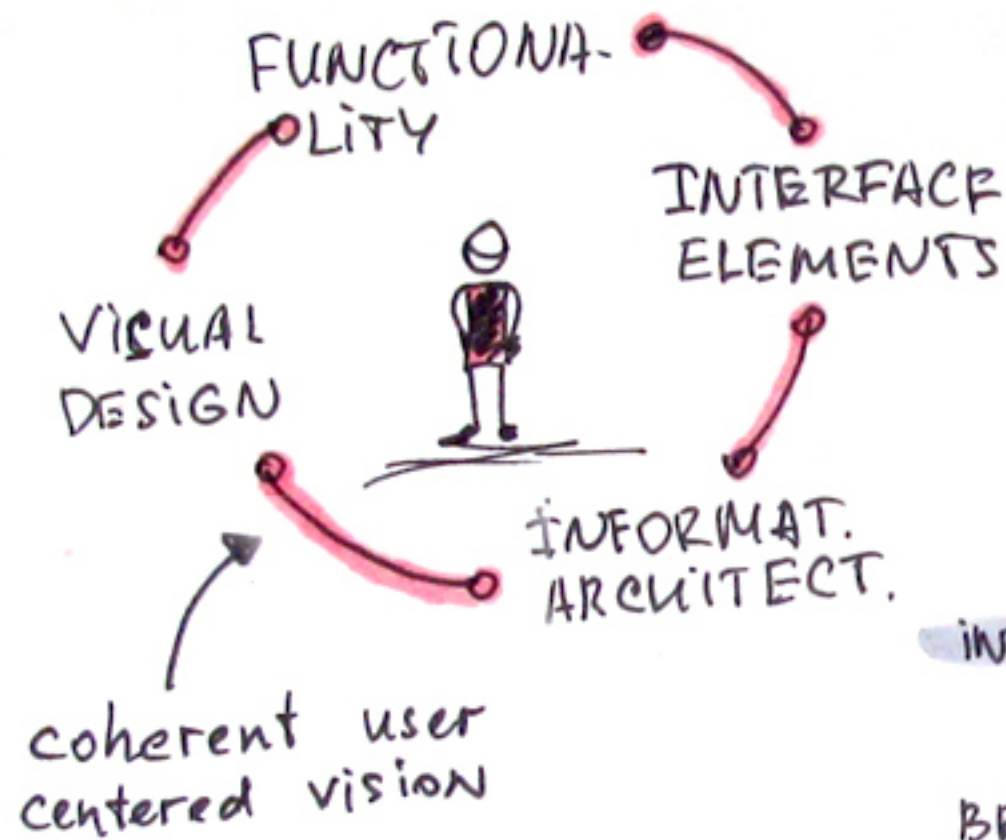 FUNCTIONA-
LiTY
INTERFACE
ELEMENTS
ViSUAL
DESiGN
INFORMAT.
ARCHiTECT.
coherent user
centered vision